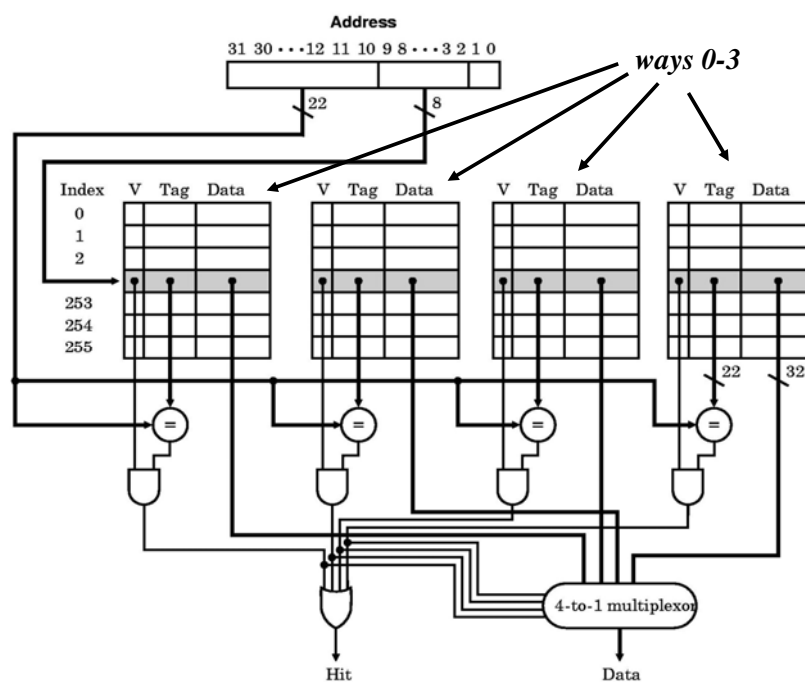 Address
31 30 •••12 11 10 9 8 •••3 2 1 0
ways 0-3
22
8
Index V Tag Data V Tag Data V Tag Data V Tag Data
0
1
2
253
254
255
22
32
= = = =
4-to-1 multiplexor
Hit
Data